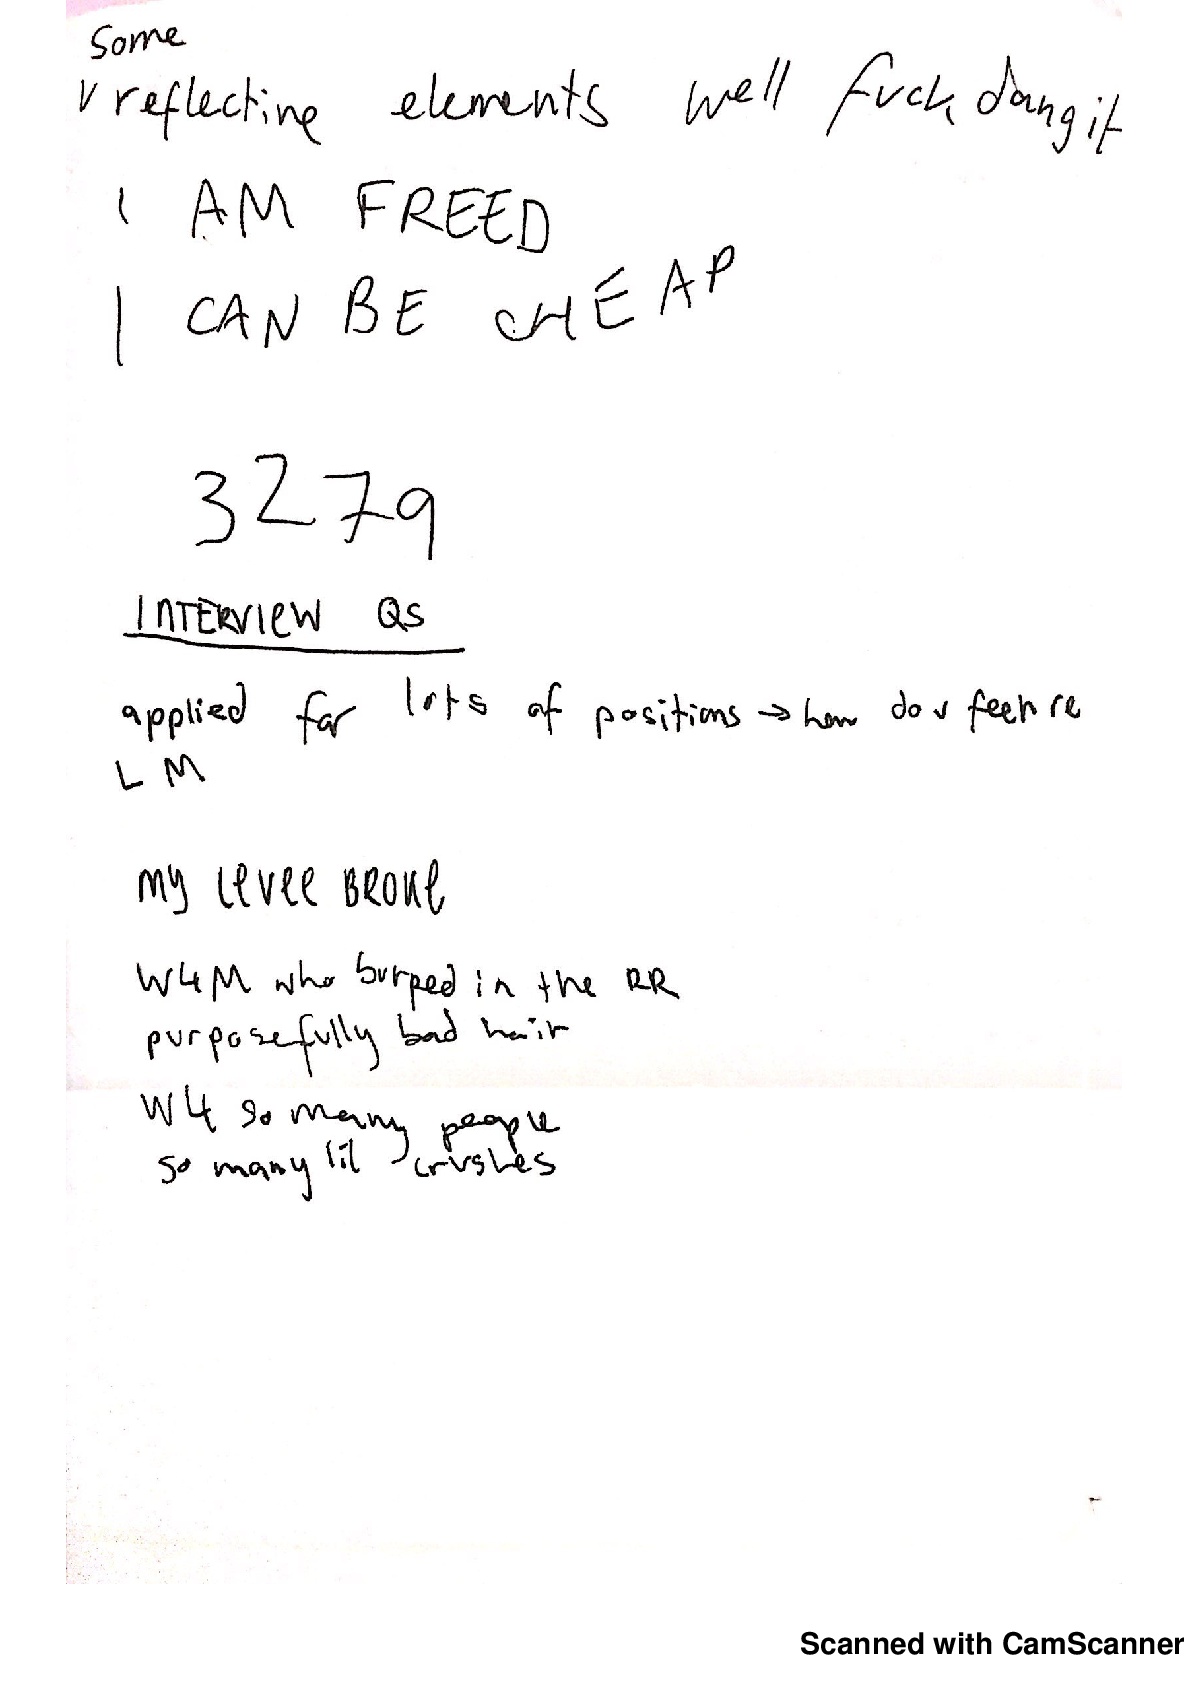 some
v reflecting elements well fuck dangit
I AM FREED
I CAN BE CHEAP
3279
INTERVIEW QS
applied for lots of positions → how do u feel re
LM
MY LEVEE BROKE
W4M who burped in the RR
purposefully bad hair
W4 so many people
so many lil crushes
Scanned with CamScanner